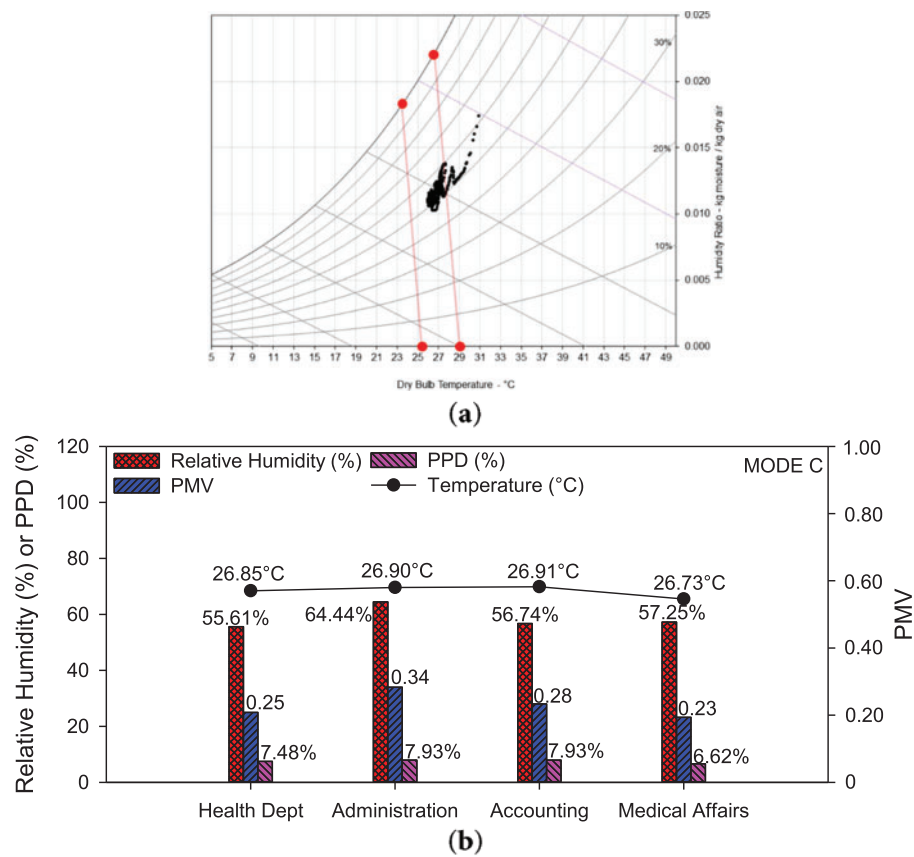 0.025
30%
0.020
20%
0.015
0.010
10%
0.005
0.000
Humidity Ratio - kg moisture / kg dry air
5 7 9 11 13 15 17 19 21 23 25 27 29 31 33 35 37 39 41 43 45 47 49
Dry Bulb Temperature - °C
(a)
120 1.00
Relative Humidity (%) PPD (%) MODE C
PMV Temperature (°C)
100
0.80
80
26.85°C 26.90°C 26.91°C 26.73°C
0.60
60
55.61% 64.44% 56.74% 57.25%
0.40
40
0.25 0.34 0.28 0.23
20 0.20
7.48% 7.93% 7.93% 6.62%
0 0
Relative Humidity (%) or PPD (%)
PMV
Health Dept Administration Accounting Medical Affairs
(b)